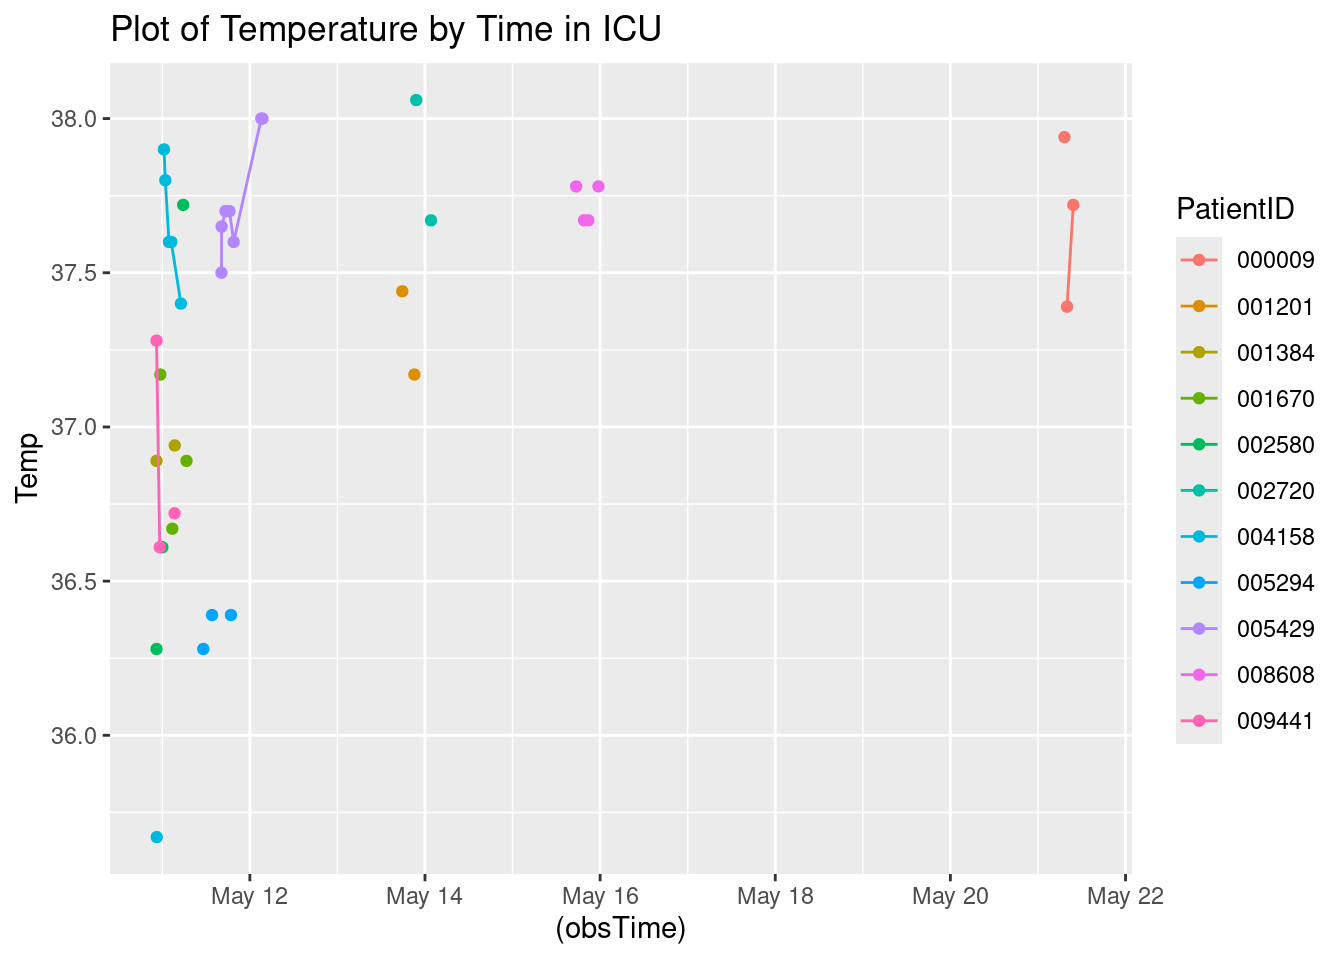 Plot of Temperature by Time in ICU
38.0
37.5
37.0
36.5
36.0
Temp
May 12
May 14
May 16
May 18
May 20
May 22
(obsTime)
PatientID
000009
001201
001384
001670
002580
002720
004158
005294
005429
008608
009441